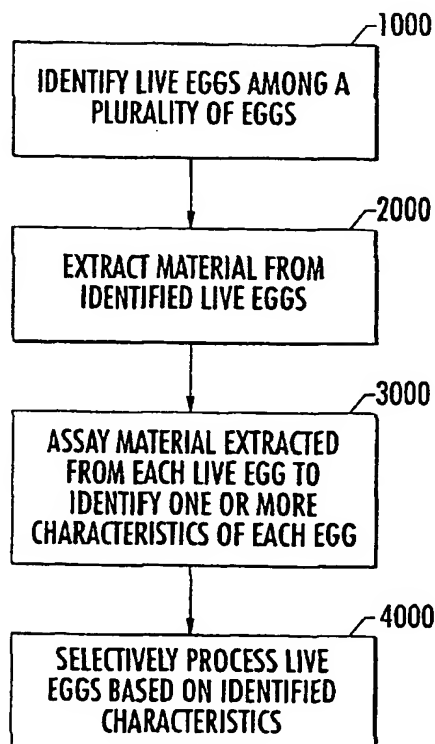 1000
IDENTIFY LIVE EGGS AMONG A
PLURALITY OF EGGS
2000
EXTRACT MATERIAL FROM
IDENTIFIED LIVE EGGS
3000
ASSAY MATERIAL EXTRACTED
FROM EACH LIVE EGG TO
IDENTIFY ONE OR MORE
CHARACTERISTICS OF EACH EGG
4000
SELECTIVELY PROCESS LIVE
EGGS BASED ON IDENTIFIED
CHARACTERISTICS